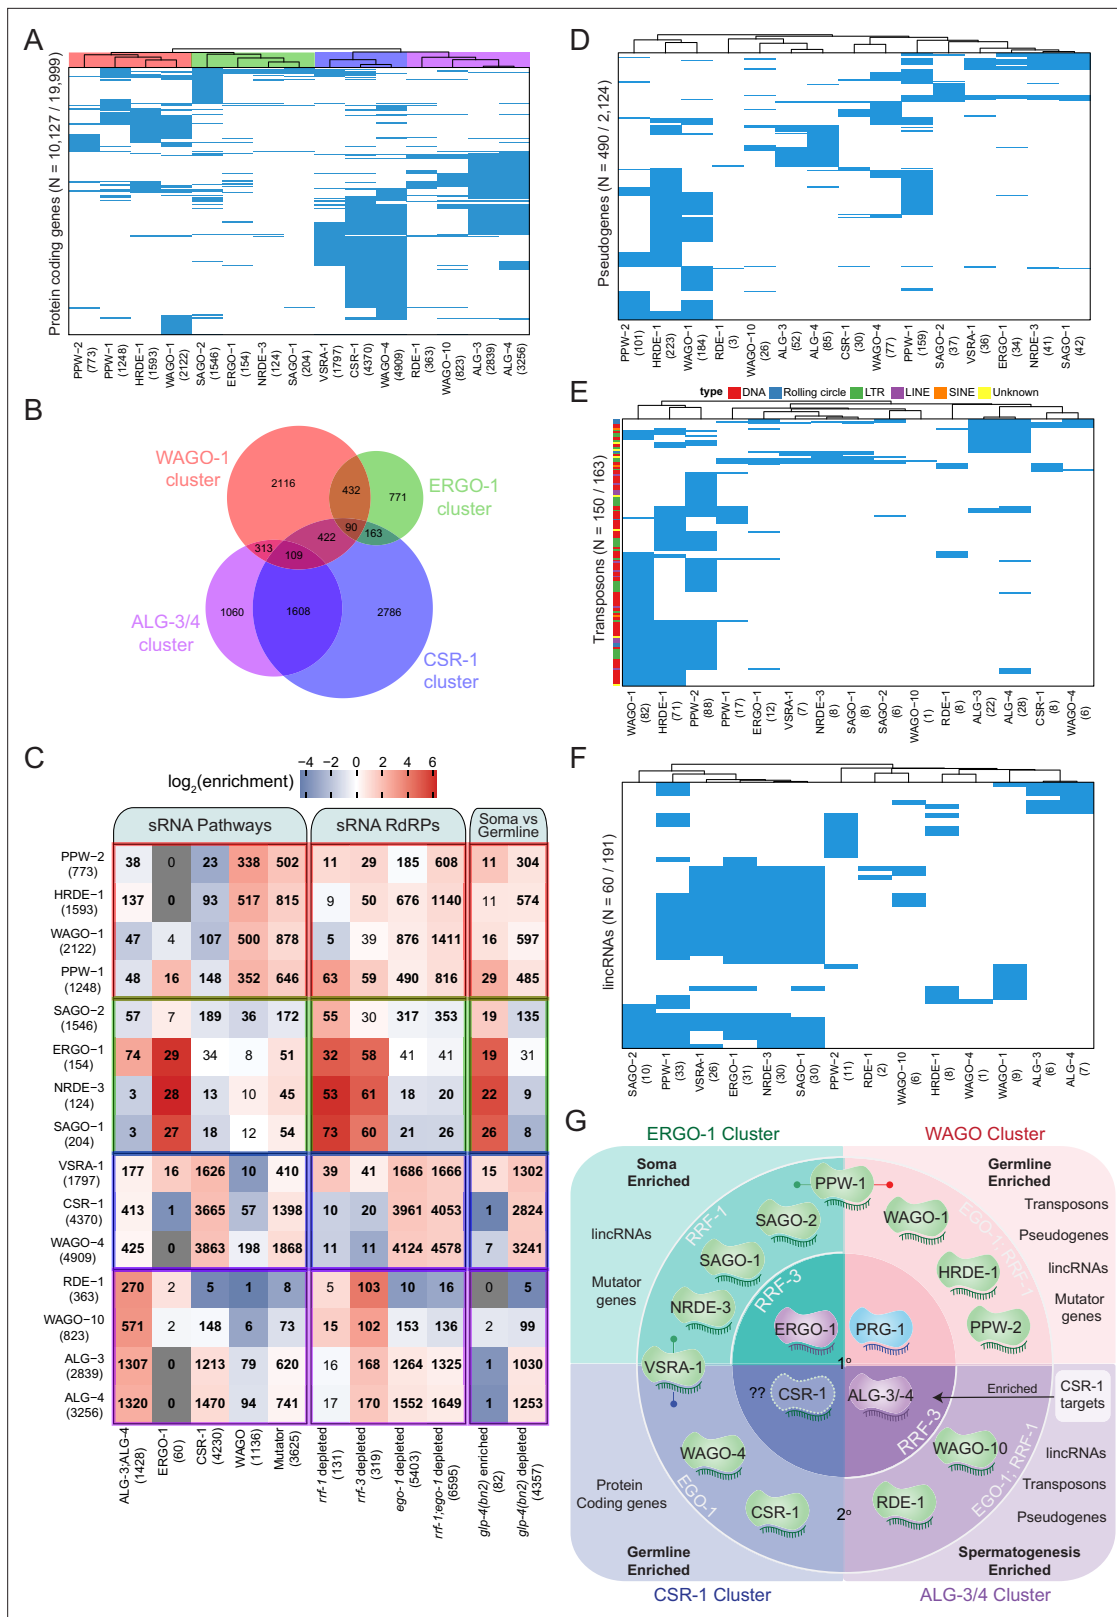 A
Protein coding genes (N = 10,127 / 19,999)
PPW-2 (773)
PPW-1 (1248)
HRDE-1 (1593)
WAGO-1 (2122)
SAGO-2 (1546)
ERGO-1 (154)
NRDE-3 (124)
SAGO-1 (204)
VSRA-1 (1797)
CSR-1 (4370)
WAGO-4 (4909)
RDE-1 (363)
WAGO-10 (823)
ALG-3 (2839)
ALG-4 (3256)
B
WAGO-1 cluster
ERGO-1 cluster
ALG-3/4 cluster
CSR-1 cluster
2116
432
771
90
163
422
313
109
1060
1608
2786
C
log2(enrichment)
−4 −2 0 2 4 6
sRNA Pathways
sRNA RdRPs
Soma vs Germline
PPW−2 (773) 38 0 23 338 502 11 29 185 608 11 304
HRDE−1 (1593) 137 0 93 517 815 9 50 676 1140 11 574
WAGO−1 (2122) 47 4 107 500 878 5 39 876 1411 16 597
PPW−1 (1248) 48 16 148 352 646 63 59 490 816 29 485
SAGO−2 (1546) 57 7 189 36 172 55 30 317 353 19 135
ERGO−1 (154) 74 29 34 8 51 32 58 41 41 19 31
NRDE−3 (124) 3 28 13 10 45 53 61 18 20 22 9
SAGO−1 (204) 3 27 18 12 54 73 60 21 26 26 8
VSRA−1 (1797) 177 16 1626 10 410 39 41 1686 1666 15 1302
CSR−1 (4370) 413 1 3665 57 1398 10 20 3961 4053 1 2824
WAGO−4 (4909) 425 0 3863 198 1868 11 11 4124 4578 7 3241
RDE−1 (363) 270 2 5 1 8 5 103 10 16 0 5
WAGO−10 (823) 571 2 148 6 73 15 102 153 136 2 99
ALG−3 (2839) 1307 0 1213 79 620 16 168 1264 1325 1 1030
ALG−4 (3256) 1320 0 1470 94 741 17 170 1552 1649 1 1253
ALG-3;ALG-4 (1428)
ERGO-1 (60)
CSR-1 (4230)
WAGO (1136)
Mutator (3625)
rrf-1 depleted (131)
rrf-3 depleted (319)
ego-1 depleted (5403)
rrf-1;ego-1 depleted (6595)
glp-4(bn2) enriched (82)
glp-4(bn2) depleted (4357)
D
Pseudogenes (N = 490 / 2,124)
PPW-2 (101)
HRDE-1 (223)
WAGO-1 (184)
RDE-1 (3)
WAGO-10 (26)
ALG-3 (52)
ALG-4 (85)
CSR-1 (30)
WAGO-4 (77)
PPW-1 (159)
SAGO-2 (37)
VSRA-1 (36)
ERGO-1 (34)
NRDE-3 (41)
SAGO-1 (42)
E
type DNA Rolling circle LTR LINE SINE Unknown
Transposons (N = 150 / 163)
WAGO-1 (82)
HRDE-1 (71)
PPW-2 (88)
PPW-1 (17)
ERGO-1 (12)
VSRA-1 (7)
NRDE-3 (8)
SAGO-1 (8)
SAGO-2 (6)
WAGO-10 (1)
RDE-1 (8)
ALG-3 (22)
ALG-4 (28)
CSR-1 (8)
WAGO-4 (6)
F
lincRNAs (N = 60 / 191)
SAGO-2 (10)
PPW-1 (33)
VSRA-1 (26)
ERGO-1 (31)
NRDE-3 (30)
SAGO-1 (30)
PPW-2 (11)
RDE-1 (2)
WAGO-10 (6)
HRDE-1 (8)
WAGO-4 (1)
WAGO-1 (9)
ALG-3 (6)
ALG-4 (7)
G
ERGO-1 Cluster
WAGO Cluster
Soma Enriched
Germline Enriched
lincRNAs
Mutator genes
Transposons
Pseudogenes
lincRNAs
Mutator genes
RRF-1
EGO-1; RRF-1
PPW-1
SAGO-2
WAGO-1
SAGO-1
HRDE-1
NRDE-3
PPW-2
RRF-3
ERGO-1
PRG-1
VSRA-1
1º
??
CSR-1
ALG-3/-4
Enriched
CSR-1 targets
RRF-3
WAGO-4
WAGO-10
EGO-1
EGO-1; RRF-1
CSR-1
2º
RDE-1
Protein Coding genes
lincRNAs
Transposons
Pseudogenes
Germline Enriched
Spermatogenesis Enriched
CSR-1 Cluster
ALG-3/4 Cluster